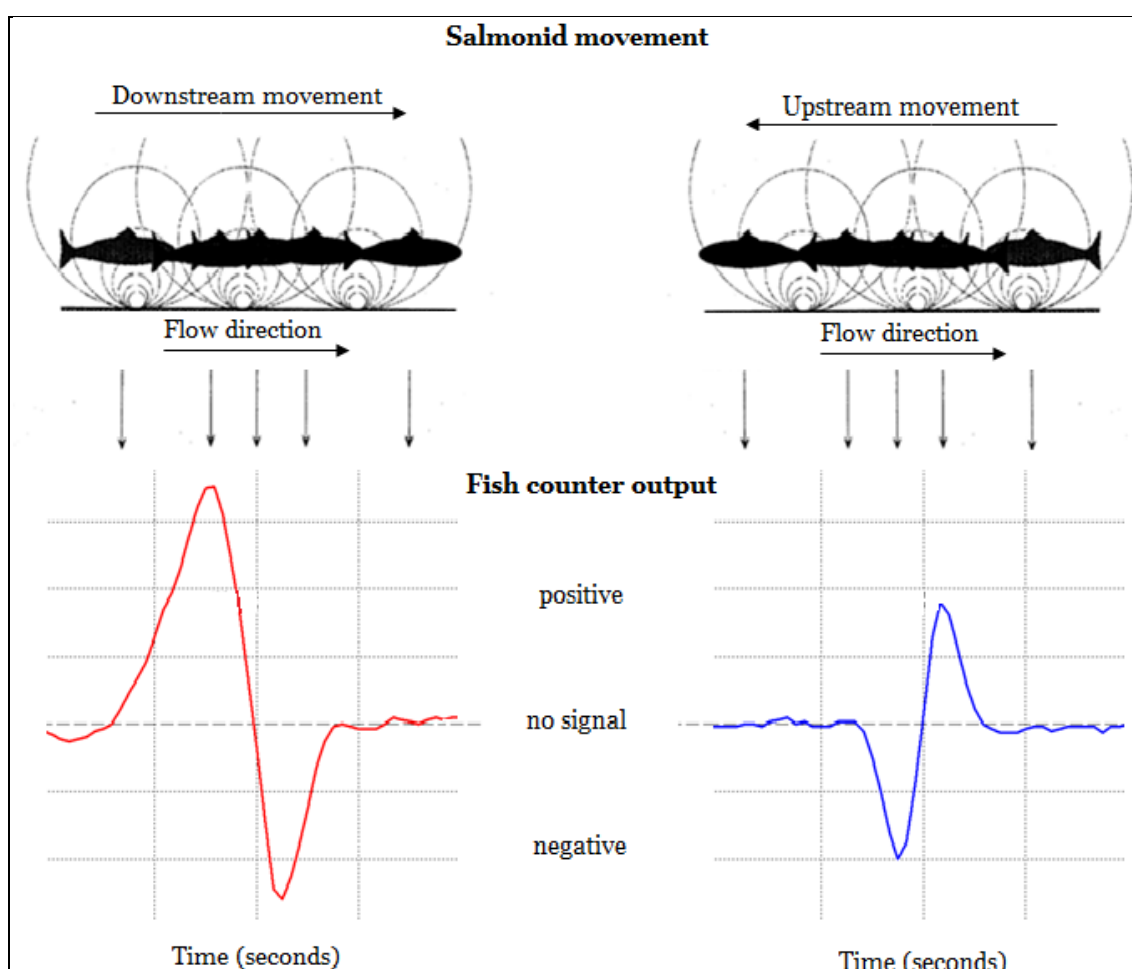 Salmonid movement
Downstream movement
Upstream movement
Flow direction
Flow direction
Fish counter output
positive
no signal
negative
Time (seconds)
Time (seconds)